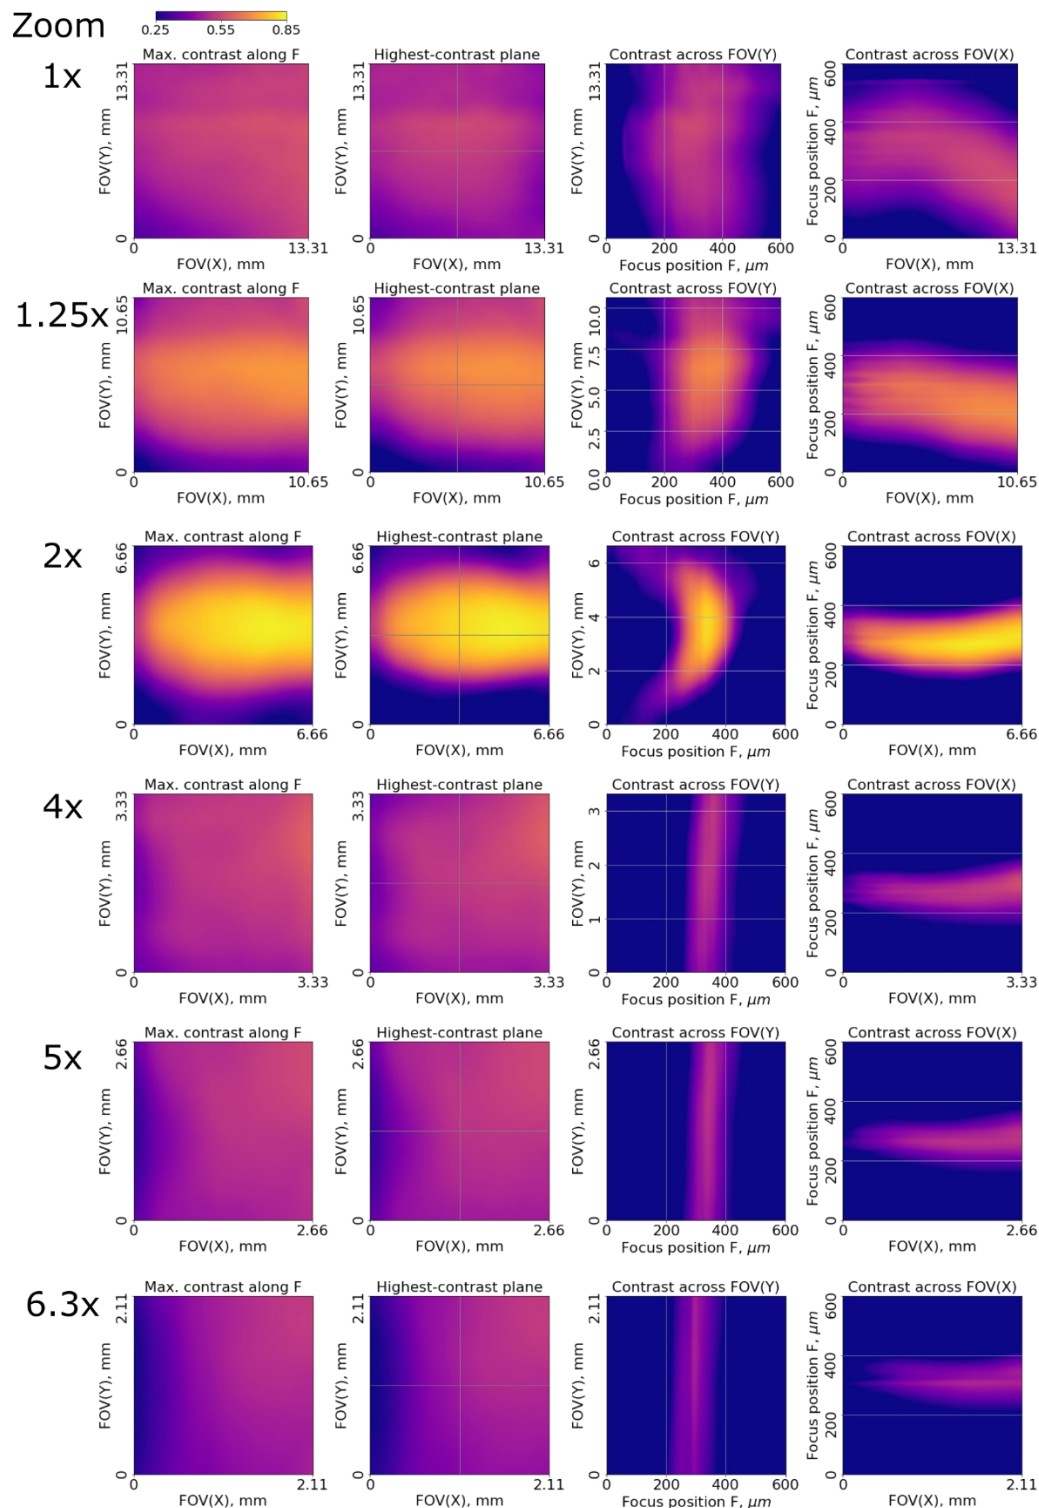 Zoom
0.25 0.55 0.85
1x
Max. contrast along F
FOV(Y), mm
13.31
0
0 13.31
FOV(X), mm
Highest-contrast plane
FOV(Y), mm
13.31
0
0 13.31
FOV(X), mm
Contrast across FOV(Y)
FOV(Y), mm
13.31
0
0 200 400 600
Focus position F, μm
Contrast across FOV(X)
Focus position F, μm
600
400
200
0
0 13.31
FOV(X), mm
1.25x
Max. contrast along F
FOV(Y), mm
10.65
0
0 10.65
FOV(X), mm
Highest-contrast plane
FOV(Y), mm
10.65
0
0 10.65
FOV(X), mm
Contrast across FOV(Y)
FOV(Y), mm
10.0
7.5
5.0
2.5
0.0
0 200 400 600
Focus position F, μm
Contrast across FOV(X)
Focus position F, μm
600
400
200
0
0 10.65
FOV(X), mm
2x
Max. contrast along F
FOV(Y), mm
6.66
0
0 6.66
FOV(X), mm
Highest-contrast plane
FOV(Y), mm
6.66
0
0 6.66
FOV(X), mm
Contrast across FOV(Y)
FOV(Y), mm
6
4
2
0
0 200 400 600
Focus position F, μm
Contrast across FOV(X)
Focus position F, μm
600
400
200
0
0 6.66
FOV(X), mm
4x
Max. contrast along F
FOV(Y), mm
3.33
0
0 3.33
FOV(X), mm
Highest-contrast plane
FOV(Y), mm
3.33
0
0 3.33
FOV(X), mm
Contrast across FOV(Y)
FOV(Y), mm
3
2
1
0
0 200 400 600
Focus position F, μm
Contrast across FOV(X)
Focus position F, μm
600
400
200
0
0 3.33
FOV(X), mm
5x
Max. contrast along F
FOV(Y), mm
2.66
0
0 2.66
FOV(X), mm
Highest-contrast plane
FOV(Y), mm
2.66
0
0 2.66
FOV(X), mm
Contrast across FOV(Y)
FOV(Y), mm
2.66
0
0 200 400 600
Focus position F, μm
Contrast across FOV(X)
Focus position F, μm
600
400
200
0
0 2.66
FOV(X), mm
6.3x
Max. contrast along F
FOV(Y), mm
2.11
0
0 2.11
FOV(X), mm
Highest-contrast plane
FOV(Y), mm
2.11
0
0 2.11
FOV(X), mm
Contrast across FOV(Y)
FOV(Y), mm
2.11
0
0 200 400 600
Focus position F, μm
Contrast across FOV(X)
Focus position F, μm
600
400
200
0
0 2.11
FOV(X), mm